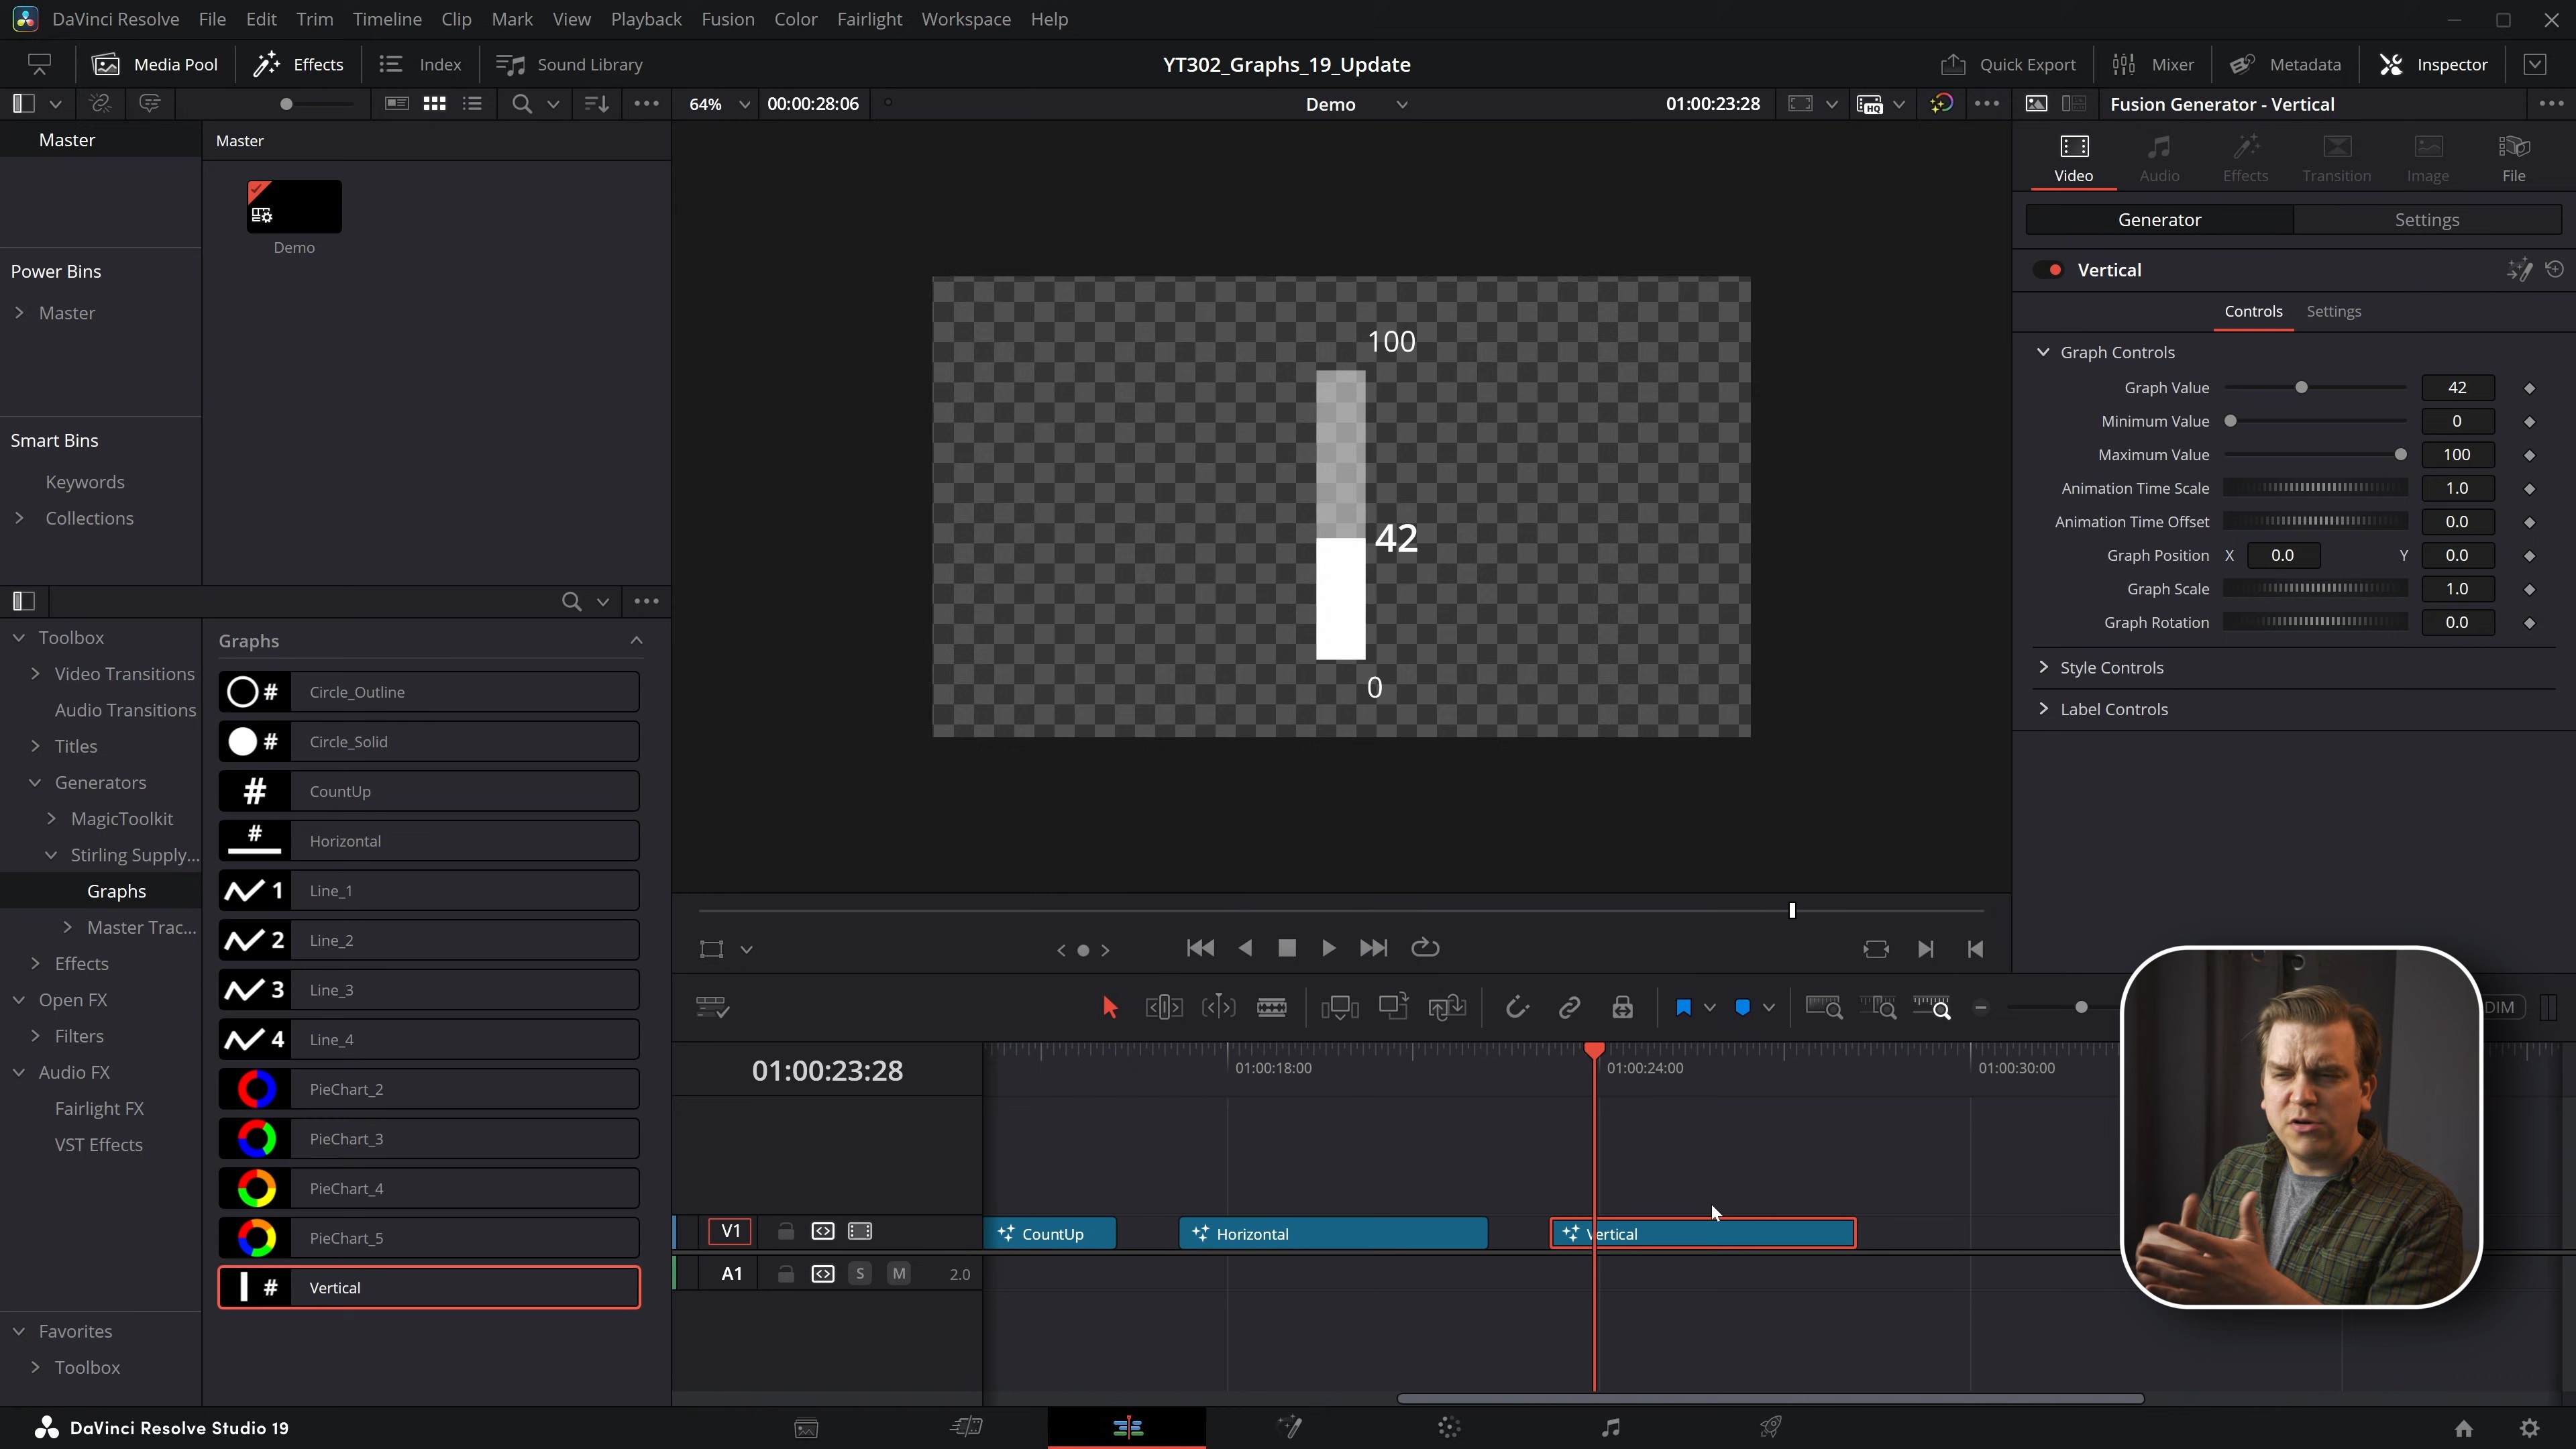 DaVinci Resolve File Edit Trim Timeline Clip Mark View Playback Fusion Color Fairlight Workspace Help
Media Pool Effects Index Sound Library YT302_Graphs_19_Update Quick Export Mixer Metadata Inspector
64% 00:00:28:06 Demo 01:00:23:28 Fusion Generator - Vertical
Master
Master
Demo
Power Bins
Master
Smart Bins
Keywords
Collections
100
42
0
Video Audio Effects Transition Image File
Generator Settings
Vertical
Controls Settings
Graph Controls
Graph Value 42
Minimum Value 0
Maximum Value 100
Animation Time Scale 1.0
Animation Time Offset 0.0
Graph Position X 0.0 Y 0.0
Graph Scale 1.0
Graph Rotation 0.0
Style Controls
Label Controls
Toolbox
Video Transitions
Audio Transitions
Titles
Generators
MagicToolkit
Stirling Supply...
Graphs
Master Trac...
Effects
Open FX
Filters
Audio FX
Fairlight FX
VST Effects
Favorites
Toolbox
Graphs
# Circle_Outline
# Circle_Solid
# CountUp
# Horizontal
1 Line_1
2 Line_2
3 Line_3
4 Line_4
PieChart_2
PieChart_3
PieChart_4
PieChart_5
# Vertical
DIM
01:00:23:28 01:00:18:00 01:00:24:00 01:00:30:00
V1 CountUp Horizontal Vertical
A1 S M 2.0
DaVinci Resolve Studio 19